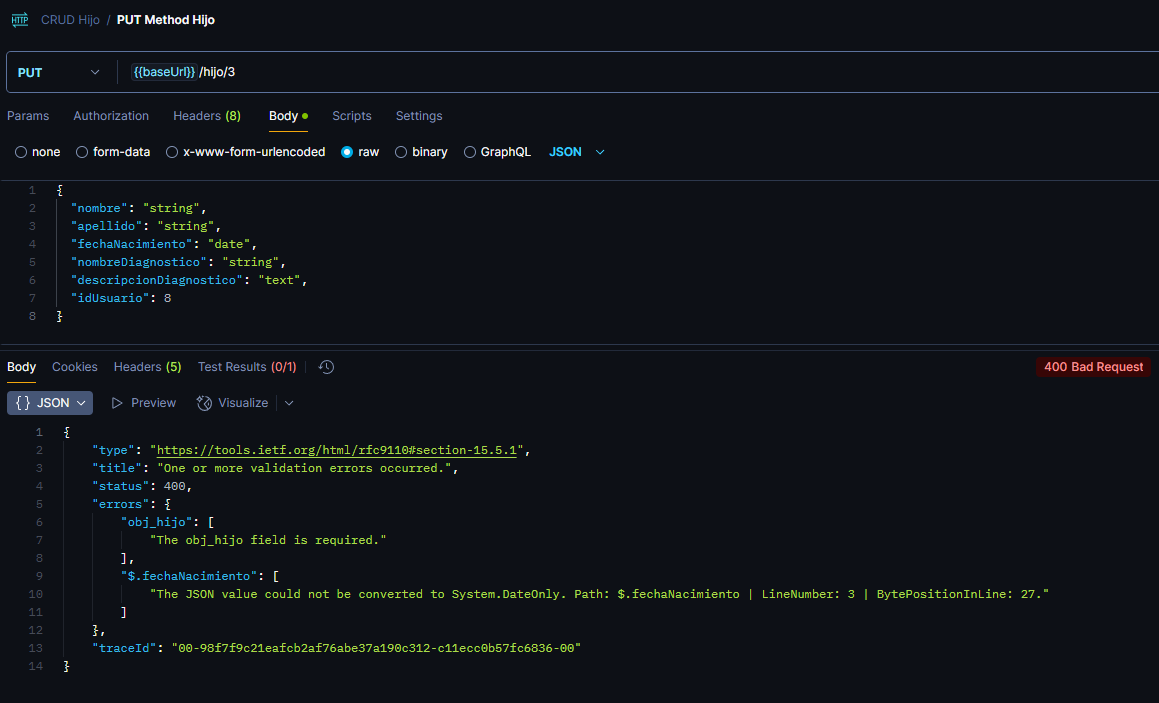 HTTP CRUD Hijo / PUT Method Hijo
PUT {{baseUrl}} /hijo/3
Params Authorization Headers (8) Body Scripts Settings
none form-data x-www-form-urlencoded raw binary GraphQL JSON
1 {
2 "nombre": "string",
3 "apellido": "string",
4 "fechaNacimiento": "date",
5 "nombreDiagnostico": "string",
6 "descripcionDiagnostico": "text",
7 "idUsuario": 8
8 }
Body Cookies Headers (5) Test Results (0/1) 400 Bad Request
{} JSON Preview Visualize
1 {
2 "type": "https://tools.ietf.org/html/rfc9110#section-15.5.1",
3 "title": "One or more validation errors occurred.",
4 "status": 400,
5 "errors": {
6 "obj_hijo": [
7 "The obj_hijo field is required."
8 ],
9 "$.fechaNacimiento": [
10 "The JSON value could not be converted to System.DateOnly. Path: $.fechaNacimiento | LineNumber: 3 | BytePositionInLine: 27."
11 ]
12 },
13 "traceId": "00-98f7f9c21eafcb2af76abe37a190c312-c11ecc0b57fc6836-00"
14 }